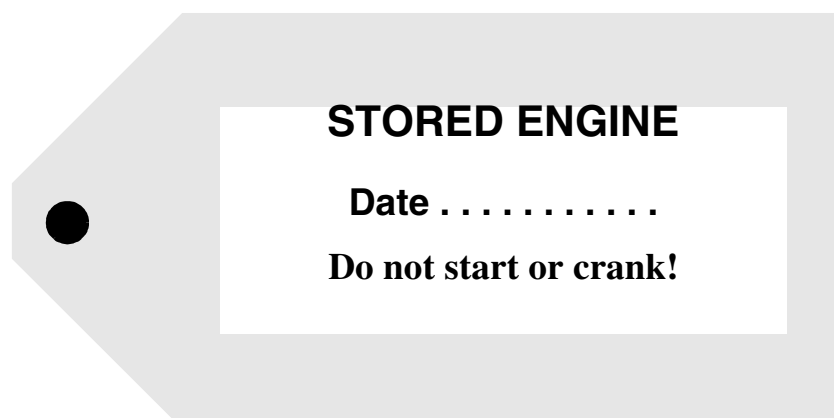 STORED ENGINE
Date . . . . . . . . . . .
Do not start or crank!